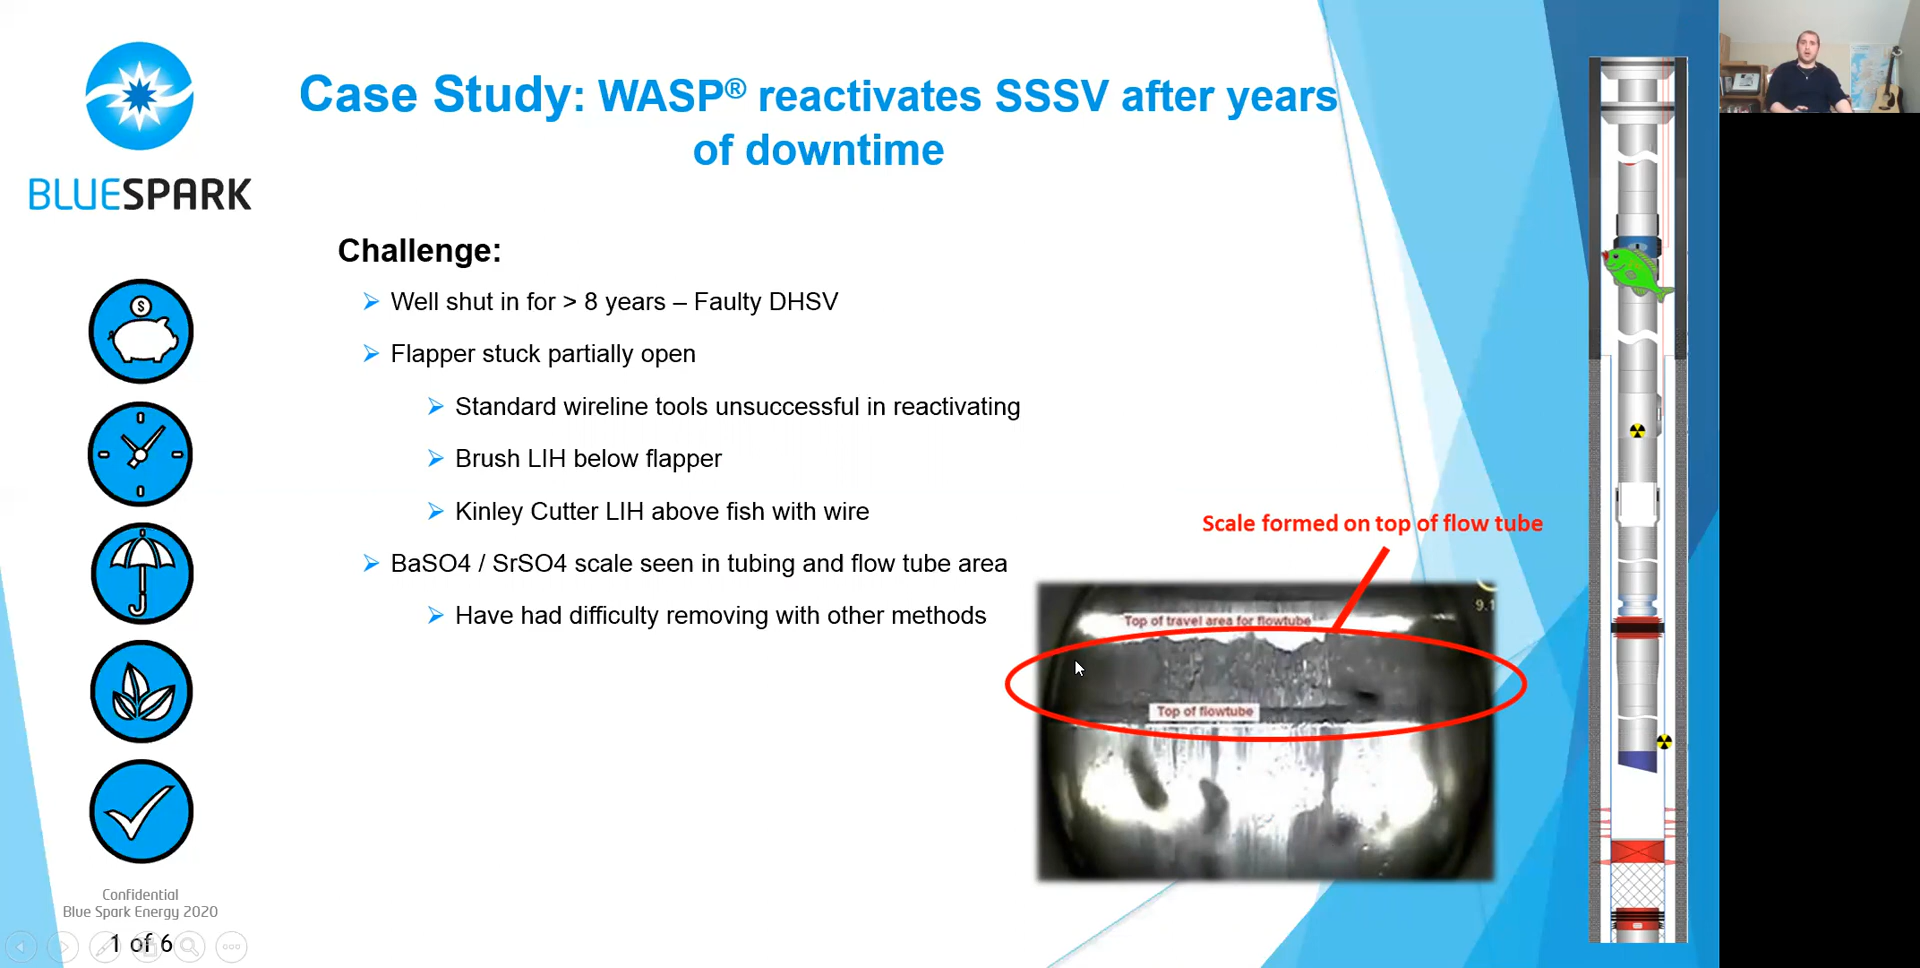 Case Study: WASP® reactivates SSSV after years
of downtime
BLUESPARK
Challenge:
Well shut in for > 8 years – Faulty DHSV
Flapper stuck partially open
Standard wireline tools unsuccessful in reactivating
Brush LIH below flapper
Kinley Cutter LIH above fish with wire
BaSO4 / SrSO4 scale seen in tubing and flow tube area
Have had difficulty removing with other methods
Scale formed on top of flow tube
9.1
Top of travel area for flowtube
Top of flowtube
$
Confidential
Blue Spark Energy 2020
1 of 6